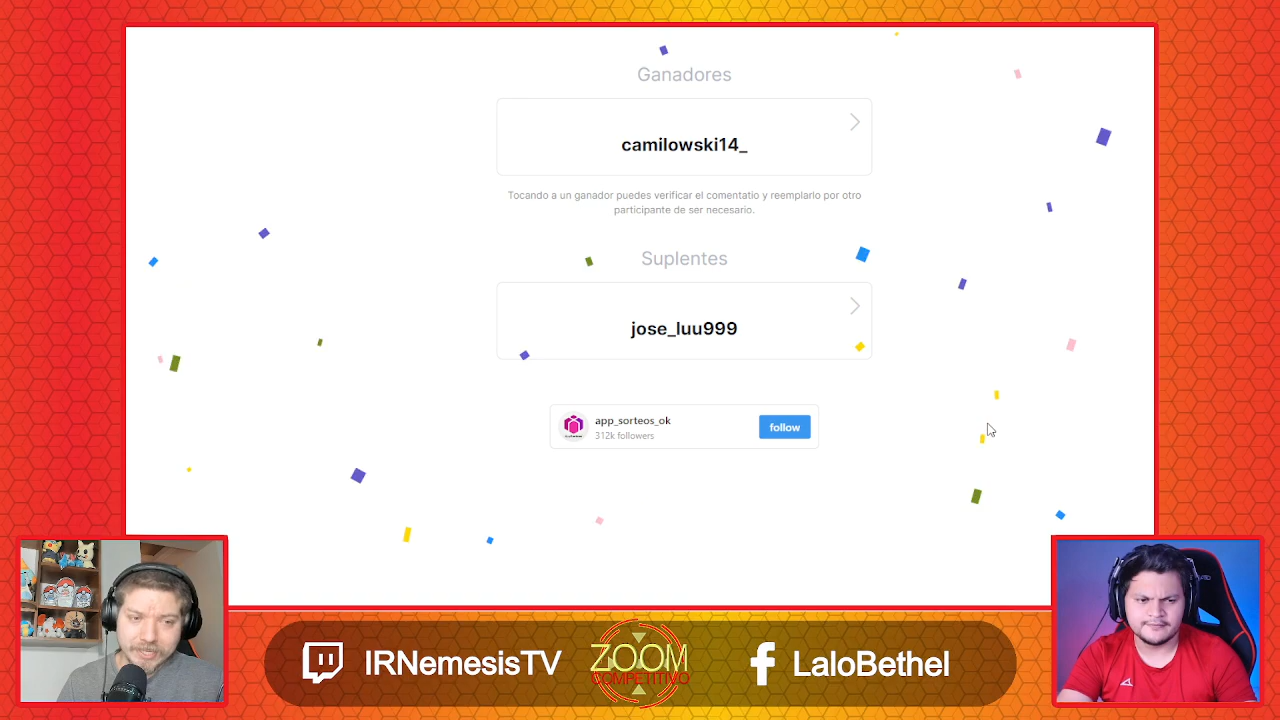 Ganadores
camilowski14_
Tocando a un ganador puedes verificar el comentatio y reemplarlo por otro
participante de ser necesario.
Suplentes
jose_luu999
app_sorteos_ok
312k followers
follow
IRNemesisTV
ZOOM
COMPETITIVO
LaloBethel